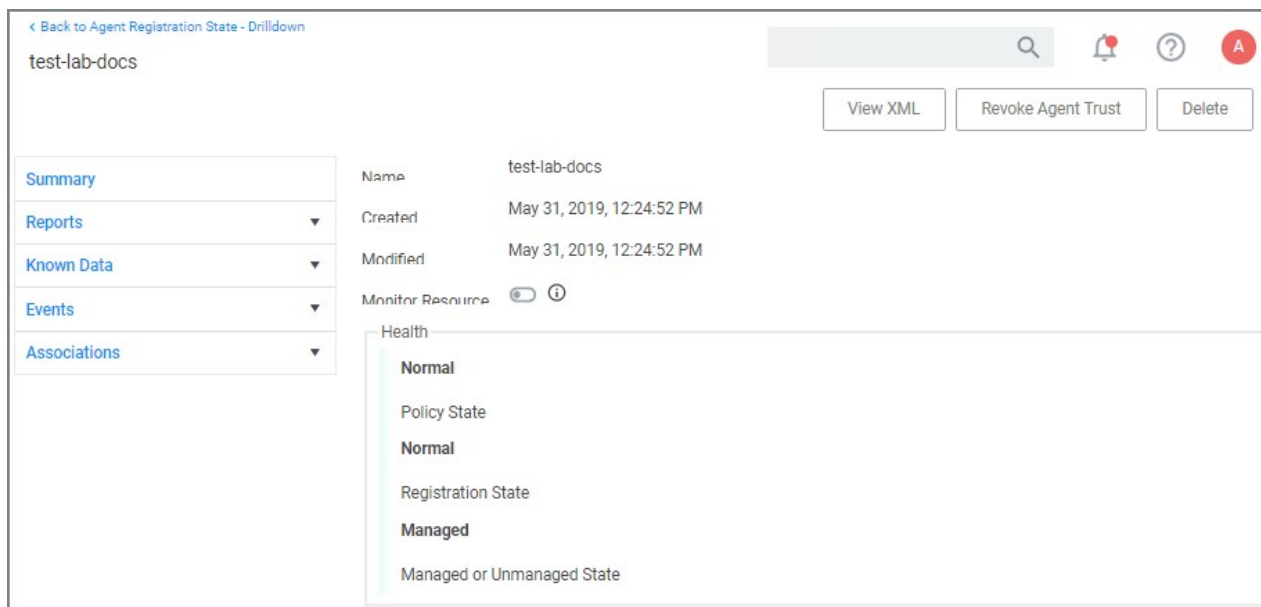 < Back to Agent Registration State - Drilldown
test-lab-docs
A
View XML Revoke Agent Trust Delete
Summary
Reports
Known Data
Events
Associations
Name test-lab-docs
Created May 31, 2019, 12:24:52 PM
Modified May 31, 2019, 12:24:52 PM
Monitor Resource
Health
Normal
Policy State
Normal
Registration State
Managed
Managed or Unmanaged State